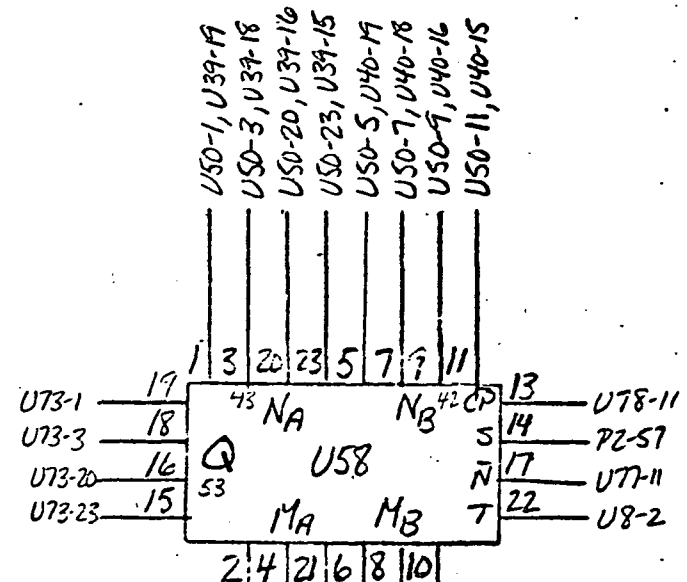 U50-1, U39-19
U50-3, U39-18
U50-20, U39-16
U50-23, U39-15
U50-5, U40-19
U50-7, U40-18
U50-9, U40-16
U50-11, U40-15
1 3 20 23 5 7 9 11
U73-1 19 43 NA NB 42 CP 13 U78-11
U73-3 18 S 14 P2-57
U73-20 16 Q U58 N̄ 17 U77-11
U73-23 15 53 MA MB T 22 U8-2
2 4 21 6 8 10